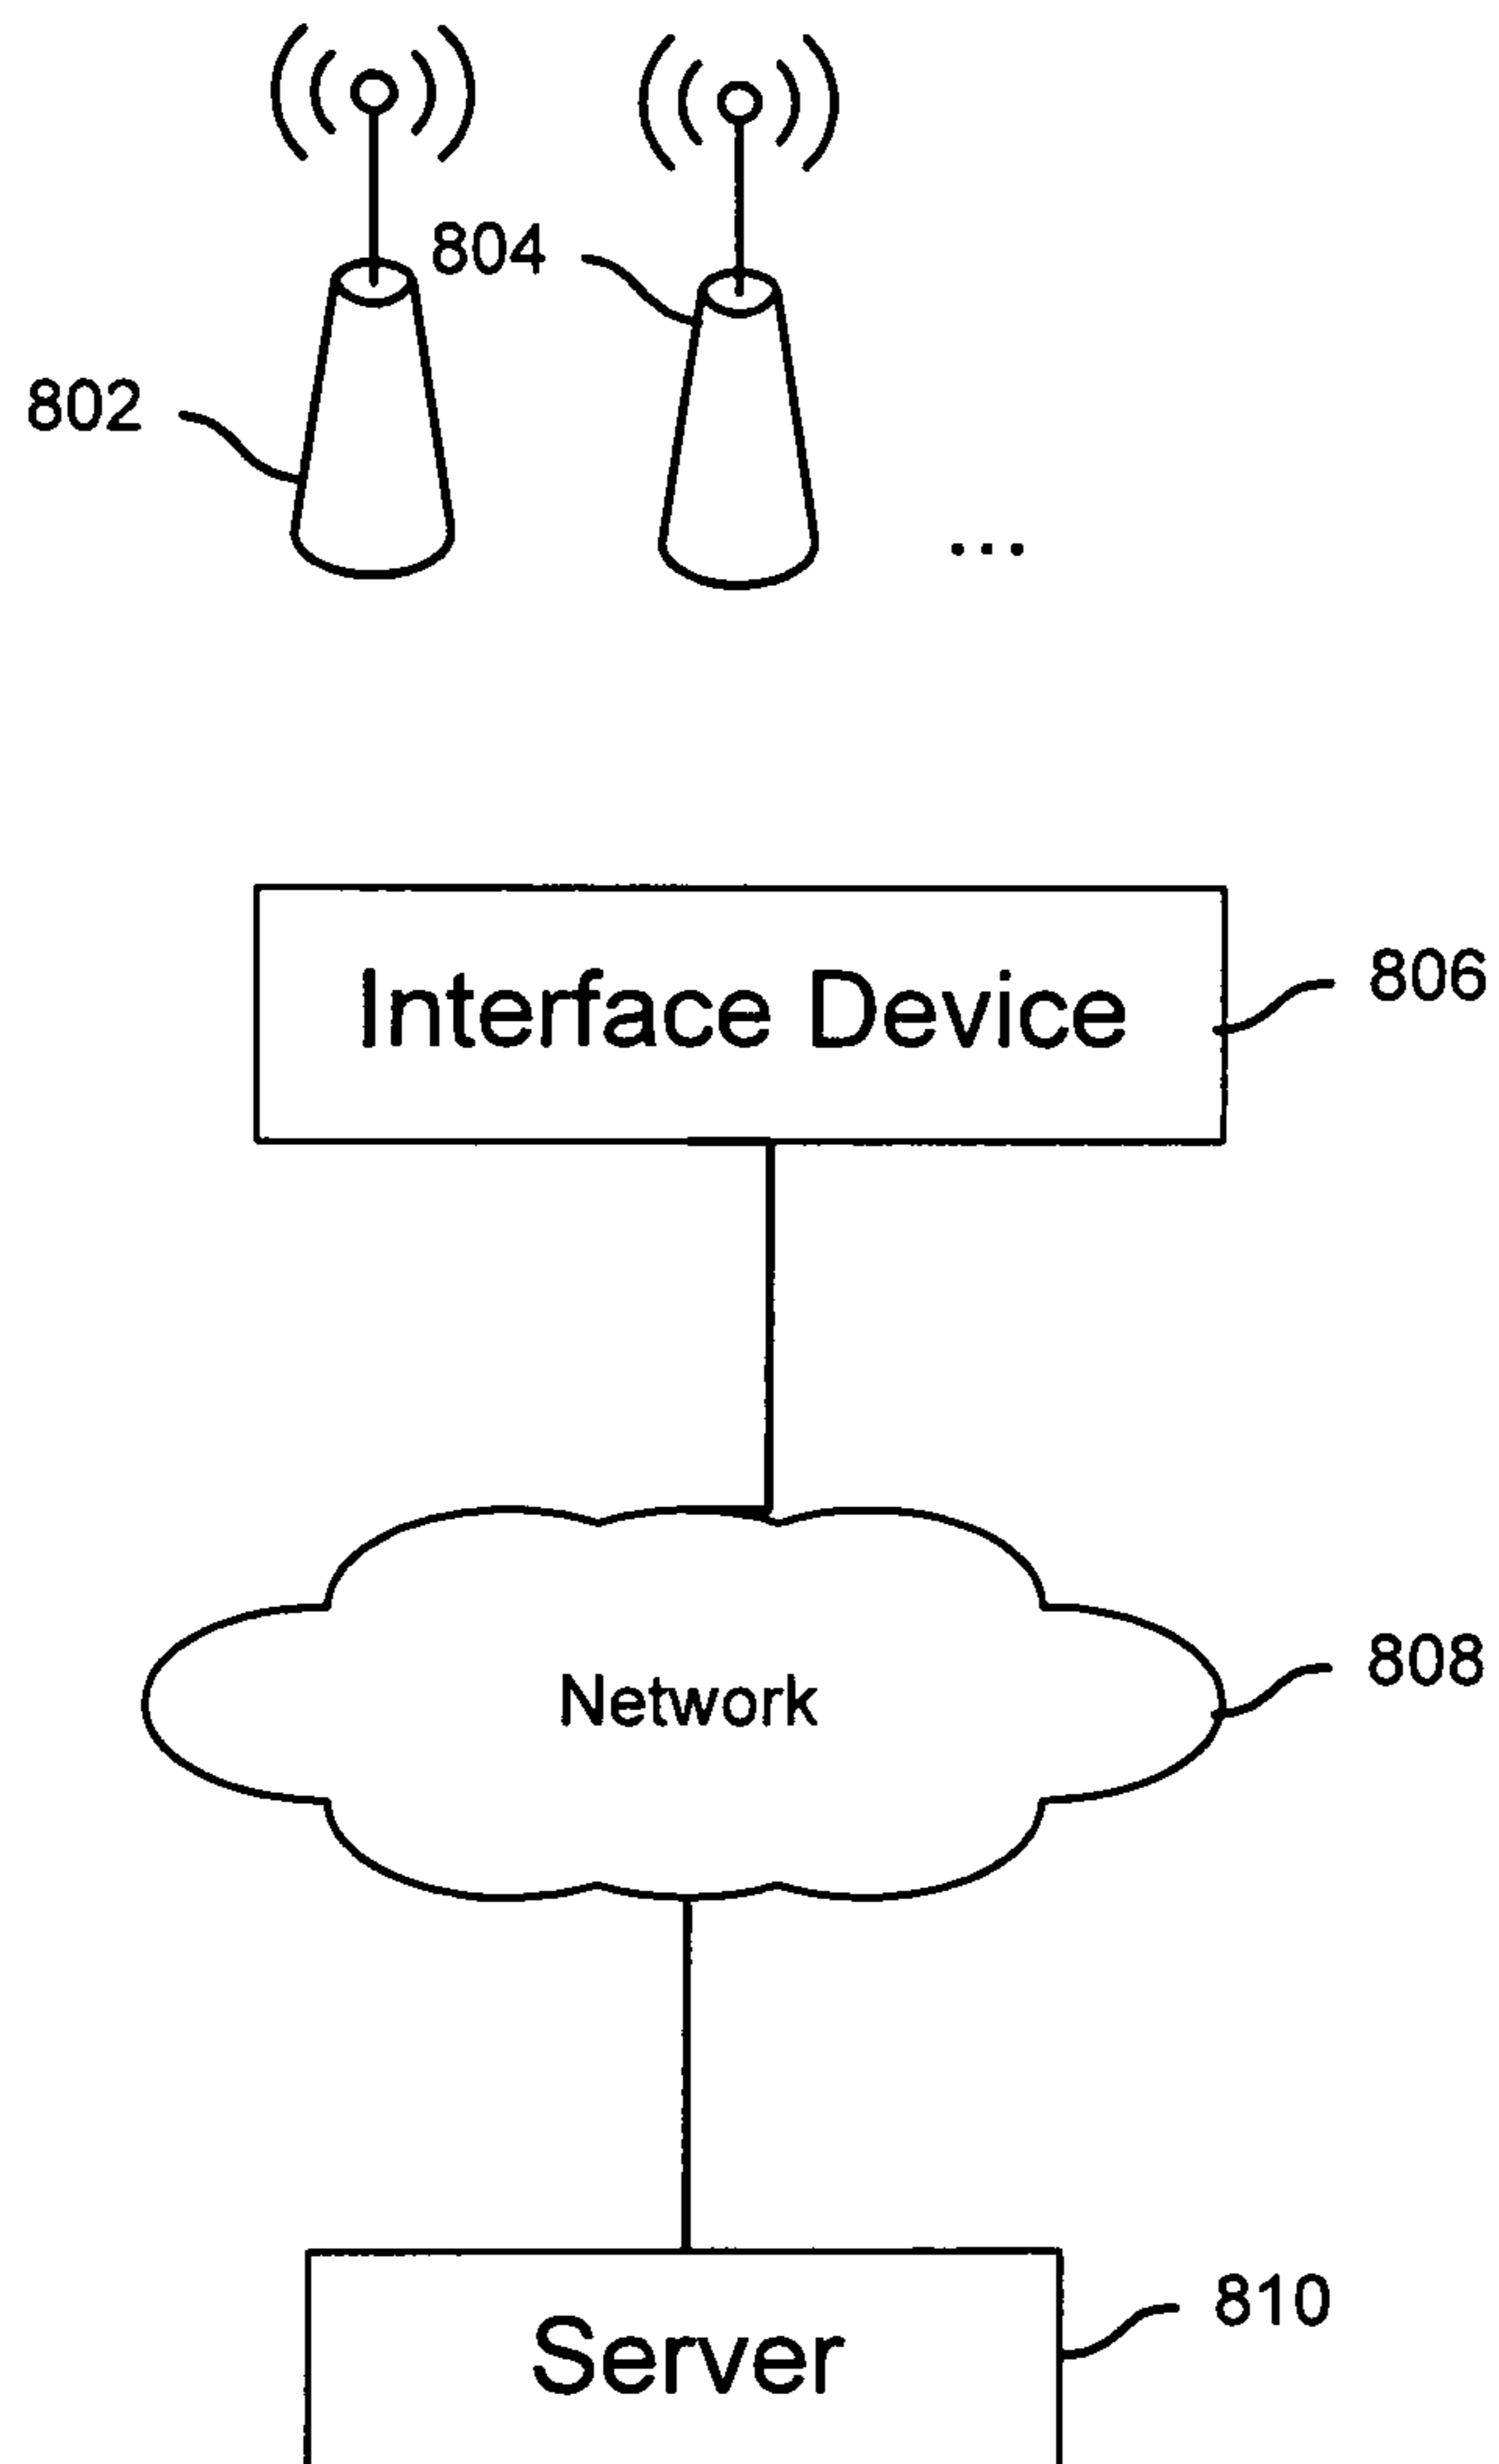 804
802
...
Interface Device
806
Network
808
Server
810